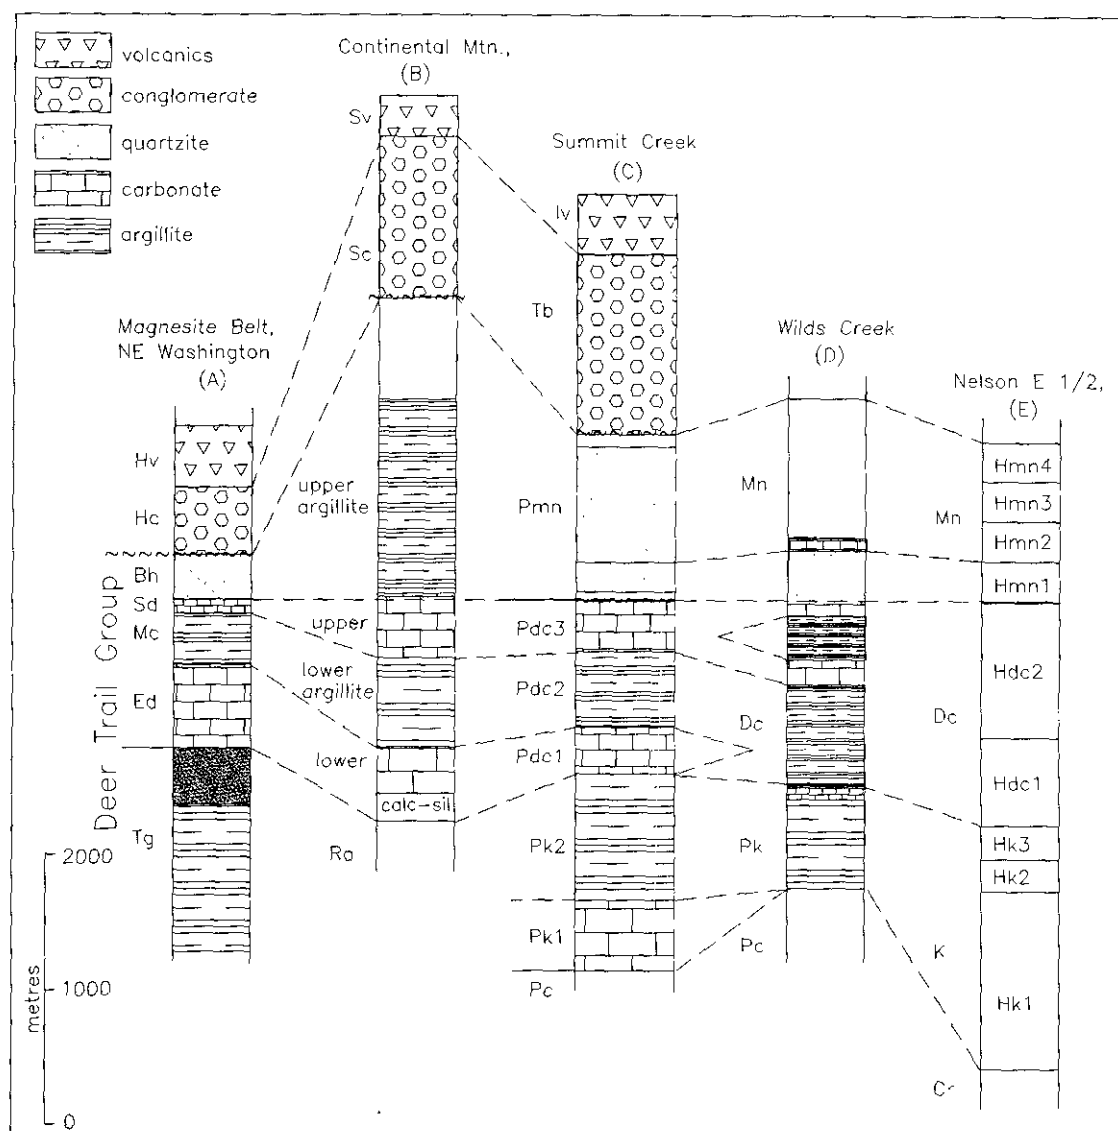 volcanics
conglomerate
quartzite
carbonate
argillite
Continental Mtn.,
(B)
Summit Creek
(C)
Magnesite Belt,
NE Washington
(A)
Wilds Creek
(D)
Nelson E 1/2,
(E)
Deer Trail Group
Hv
Hc
Bh
Sd
Mc
Ed
Tg
Sv
Sc
upper
argillite
upper
lower
argillite
lower
calc-sil
Ra
Iv
Tb
Pmn
Pdc3
Pdc2
Pdc1
Pk2
Pk1
Pc
Mn
Dc
Pk
Pc
Mn
Dc
K
Hmn4
Hmn3
Hmn2
Hmn1
Hdc2
Hdc1
Hk3
Hk2
Hk1
2000
1000
0
metres